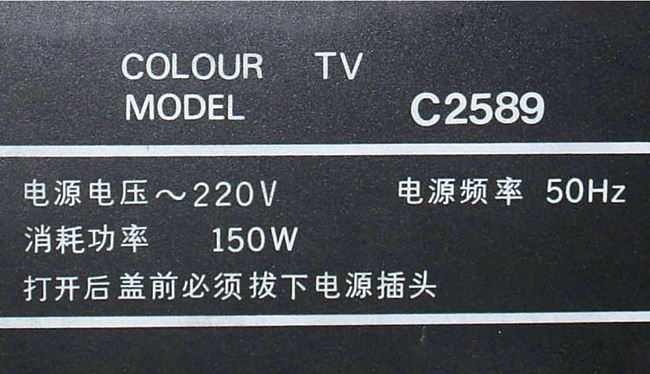 COLOUR TV
MODEL C2589
电源电压～220V 电源频率 50Hz
消耗功率 150W
打开后盖前必须拔下电源插头